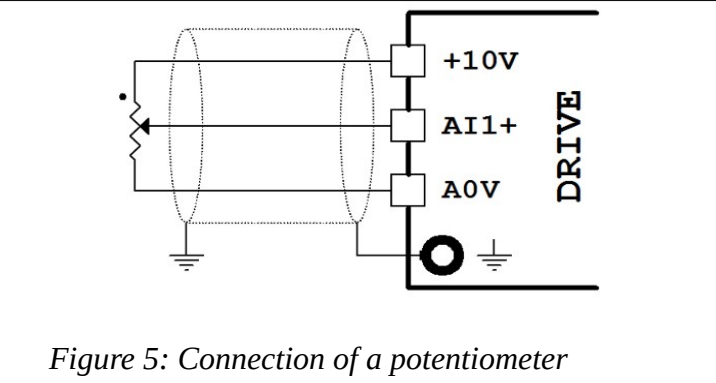 +10V
AI1+
A0V
DRIVE
Figure 5: Connection of a potentiometer